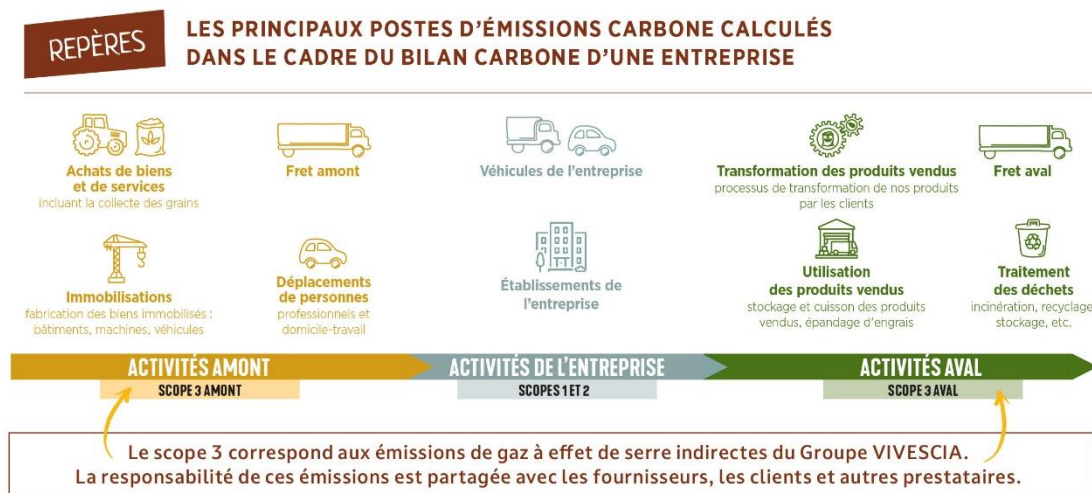 REPÈRES
LES PRINCIPAUX POSTES D'ÉMISSIONS CARBONE CALCULÉS
DANS LE CADRE DU BILAN CARBONE D'UNE ENTREPRISE
Achats de biens
et de services
incluant la collecte des grains
Fret amont
Véhicules de l'entreprise
Transformation des produits vendus
processus de transformation de nos produits
par les clients
Fret aval
Immobilisations
fabrication des biens immobilisés :
bâtiments, machines, véhicules
Déplacements
de personnes
professionnels et
domicile-travail
Établissements de
l'entreprise
Utilisation
des produits vendus
stockage et cuisson des produits
vendus, épandage d'engrais
Traitement
des déchets
incinération, recyclage
stockage, etc.
ACTIVITÉS AMONT
SCOPE 3 AMONT
ACTIVITÉS DE L'ENTREPRISE
SCOPES 1 ET 2
ACTIVITÉS AVAL
SCOPE 3 AVAL
Le scope 3 correspond aux émissions de gaz à effet de serre indirectes du Groupe VIVESCIA.
La responsabilité de ces émissions est partagée avec les fournisseurs, les clients et autres prestataires.